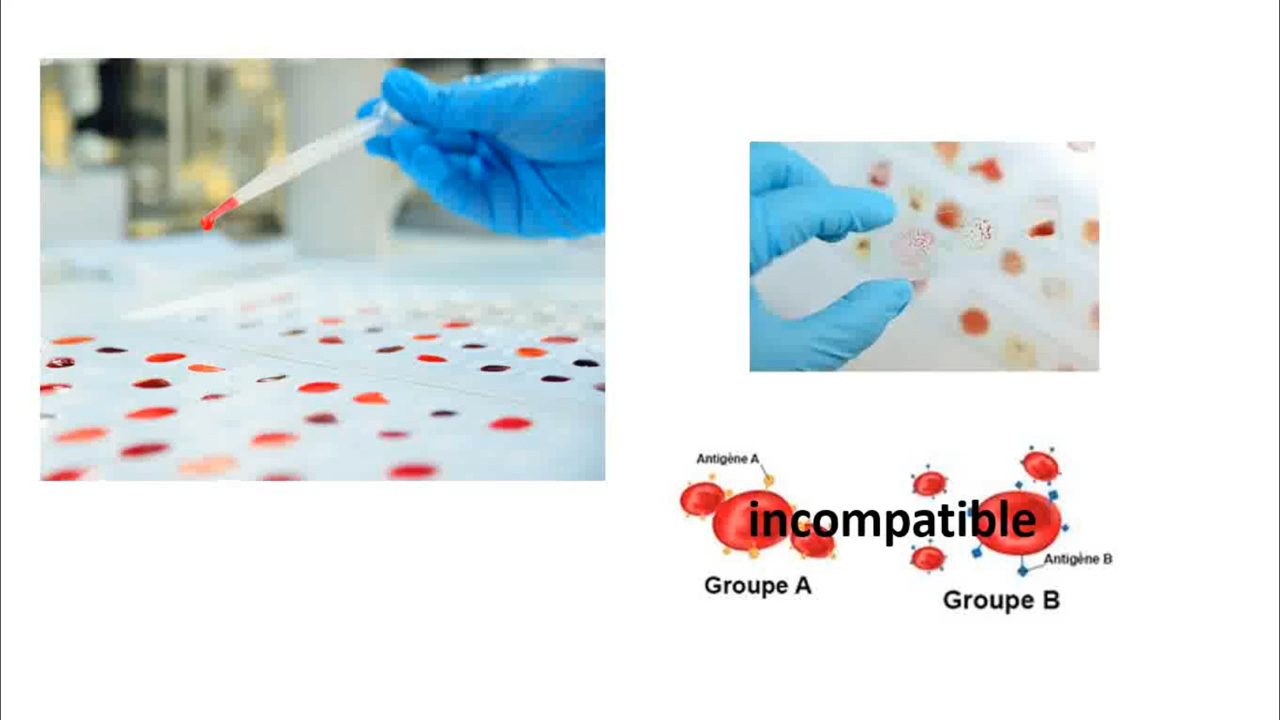 Antigène A
incompatible
Antigène B
Groupe A
Groupe B